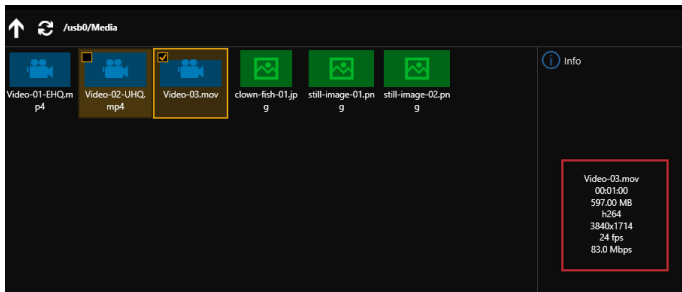 /usb0/Media
Info
Video-01-EHQ.m
p4
Video-02-UHQ.
mp4
Video-03.mov
clown-fish-01.jp
g
still-image-01.pn
g
still-image-02.pn
g
Video-03.mov
00:01:00
597.00 MB
h264
3840x1714
24 fps
83.0 Mbps